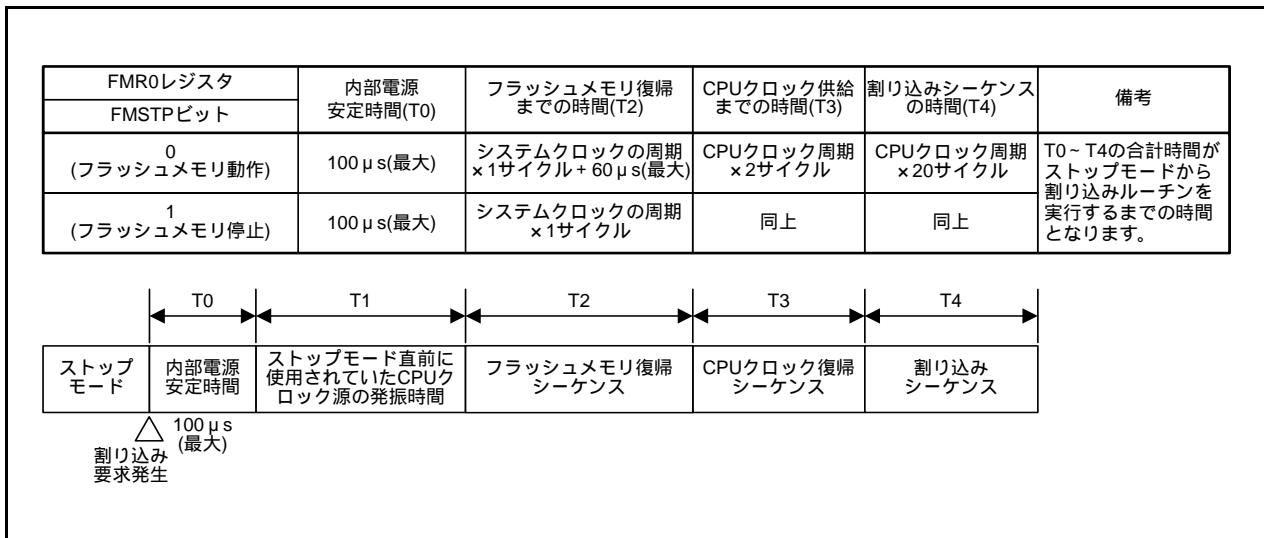 FMR0レジスタ
FMSTPビット
内部電源
安定時間(T0)
フラッシュメモリ復帰
までの時間(T2)
CPUクロック供給
までの時間(T3)
割り込みシーケンス
の時間(T4)
備考
0
(フラッシュメモリ動作)
100μs(最大)
システムクロックの周期
×1サイクル+60μs(最大)
CPUクロック周期
×2サイクル
CPUクロック周期
×20サイクル
T0~T4の合計時間が
ストップモードから
割り込みルーチンを
実行するまでの時間
となります。
1
(フラッシュメモリ停止)
100μs(最大)
システムクロックの周期
×1サイクル
同上
同上
T0
T1
T2
T3
T4
ストップ
モード
内部電源
安定時間
ストップモード直前に
使用されていたCPUク
ロック源の発振時間
フラッシュメモリ復帰
シーケンス
CPUクロック復帰
シーケンス
割り込み
シーケンス
100μs
(最大)
割り込み
要求発生